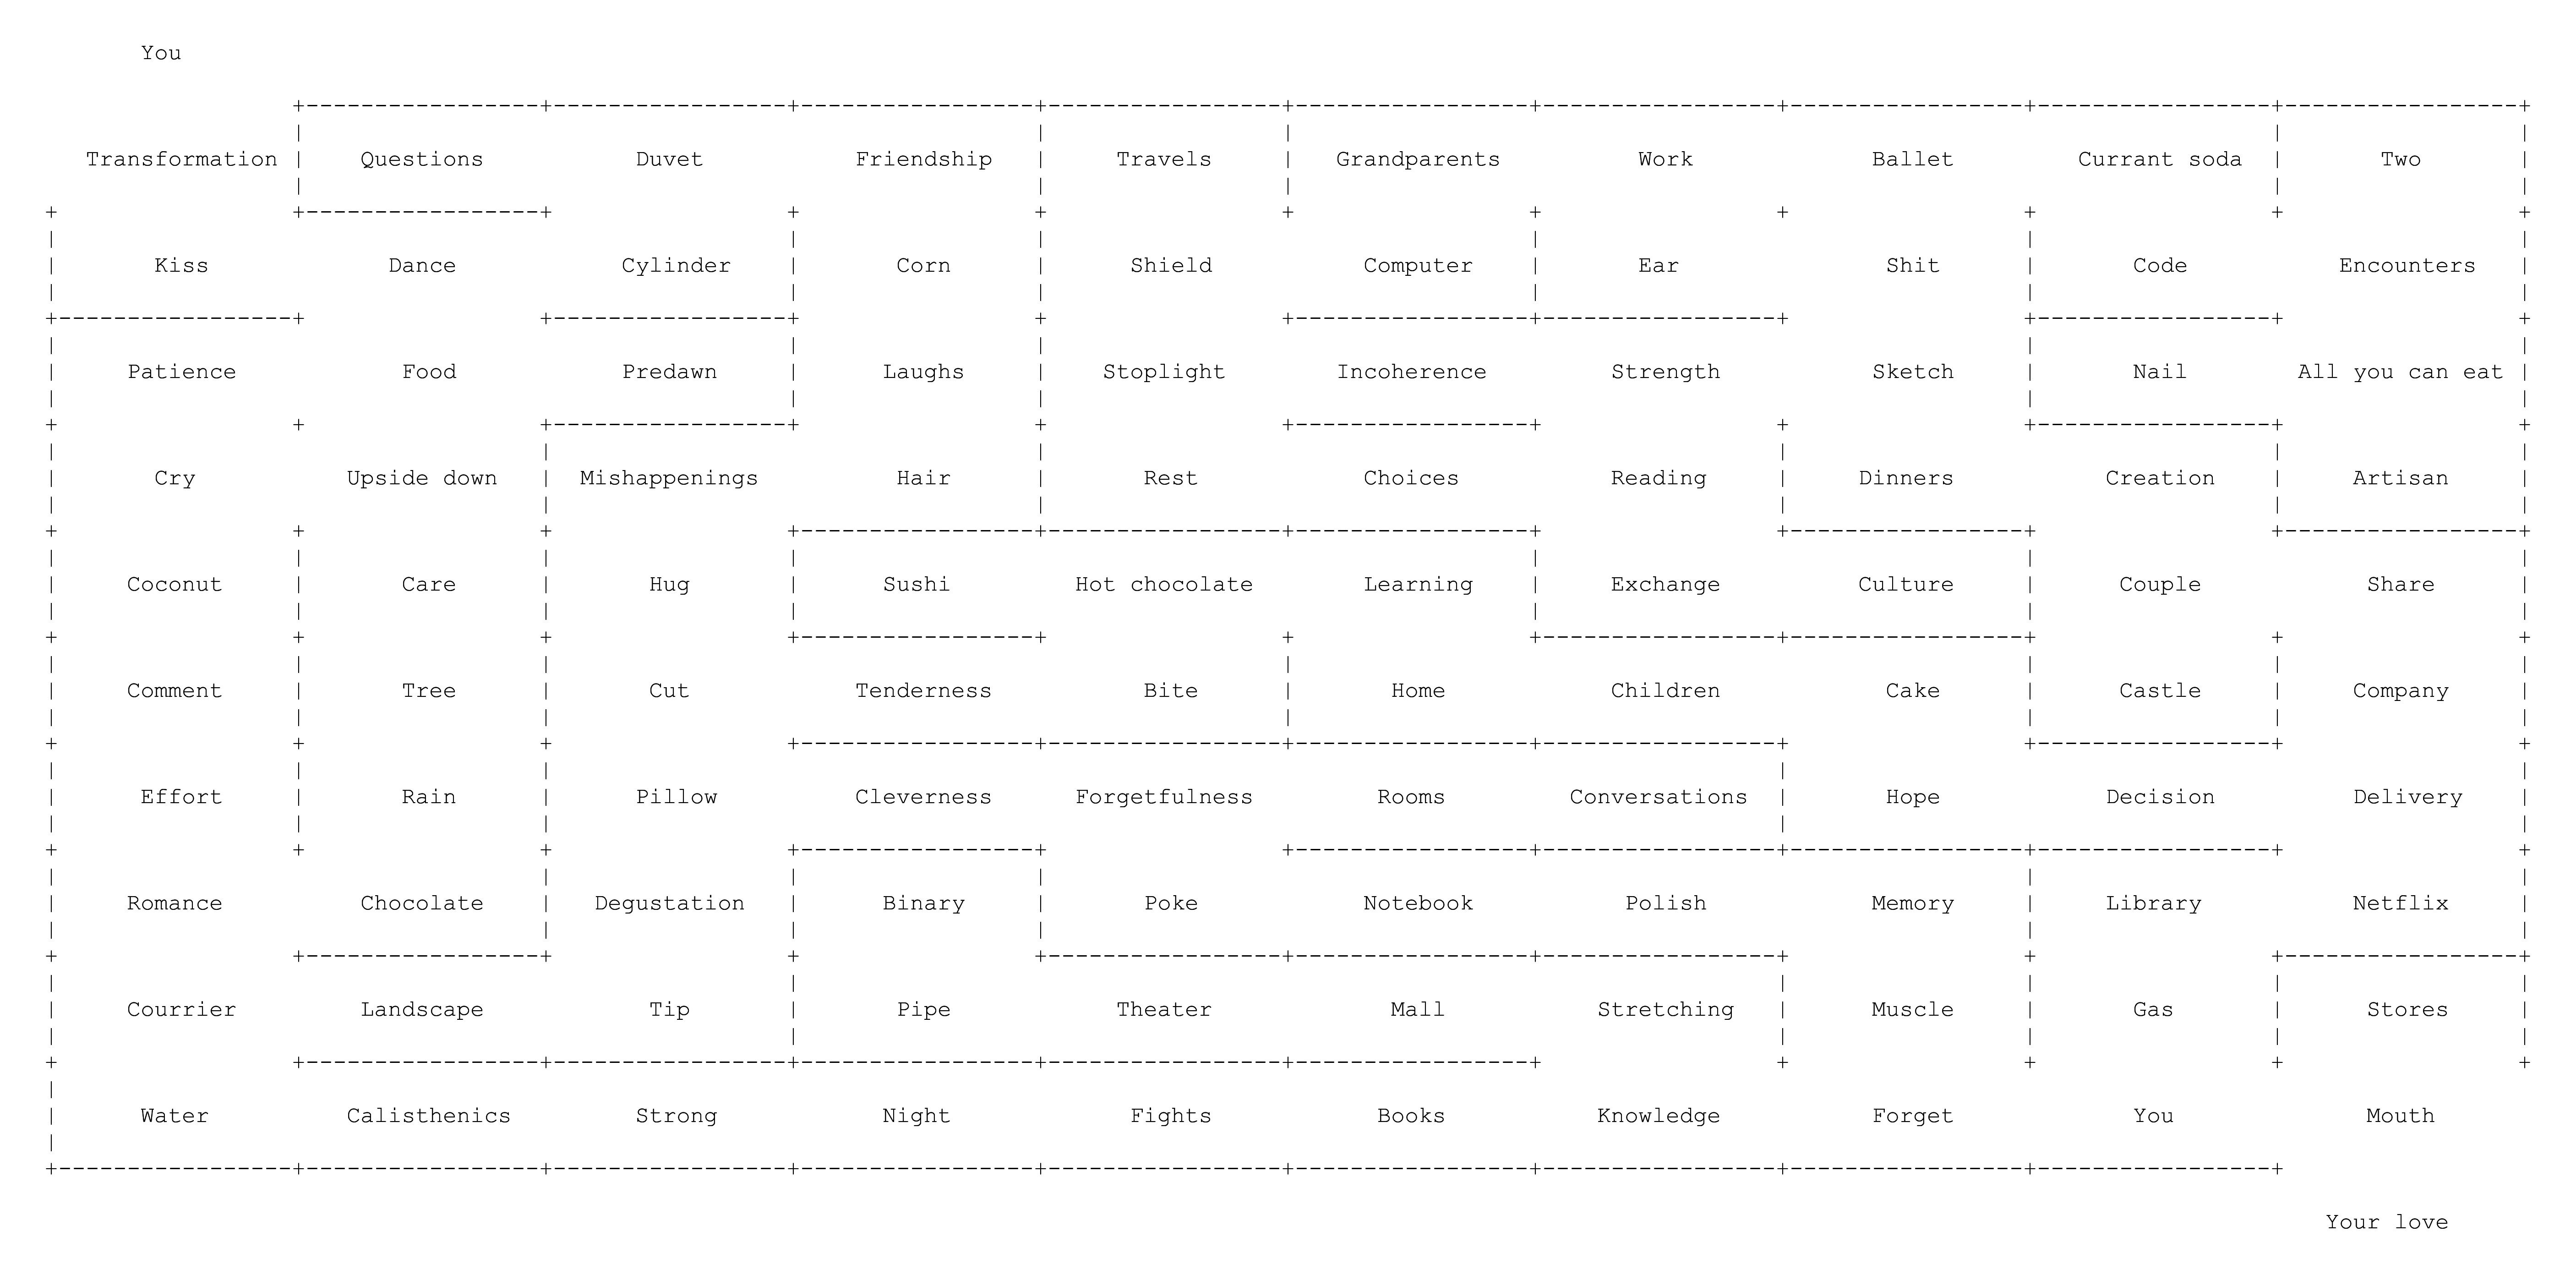 You
Transformation Questions Duvet Friendship Travels Grandparents Work Ballet Currant soda Two
Kiss Dance Cylinder Corn Shield Computer Ear Shit Code Encounters
Patience Food Predawn Laughs Stoplight Incoherence Strength Sketch Nail All you can eat
Cry Upside down Mishappenings Hair Rest Choices Reading Dinners Creation Artisan
Coconut Care Hug Sushi Hot chocolate Learning Exchange Culture Couple Share
Comment Tree Cut Tenderness Bite Home Children Cake Castle Company
Effort Rain Pillow Cleverness Forgetfulness Rooms Conversations Hope Decision Delivery
Romance Chocolate Degustation Binary Poke Notebook Polish Memory Library Netflix
Courrier Landscape Tip Pipe Theater Mall Stretching Muscle Gas Stores
Water Calisthenics Strong Night Fights Books Knowledge Forget You Mouth
Your love